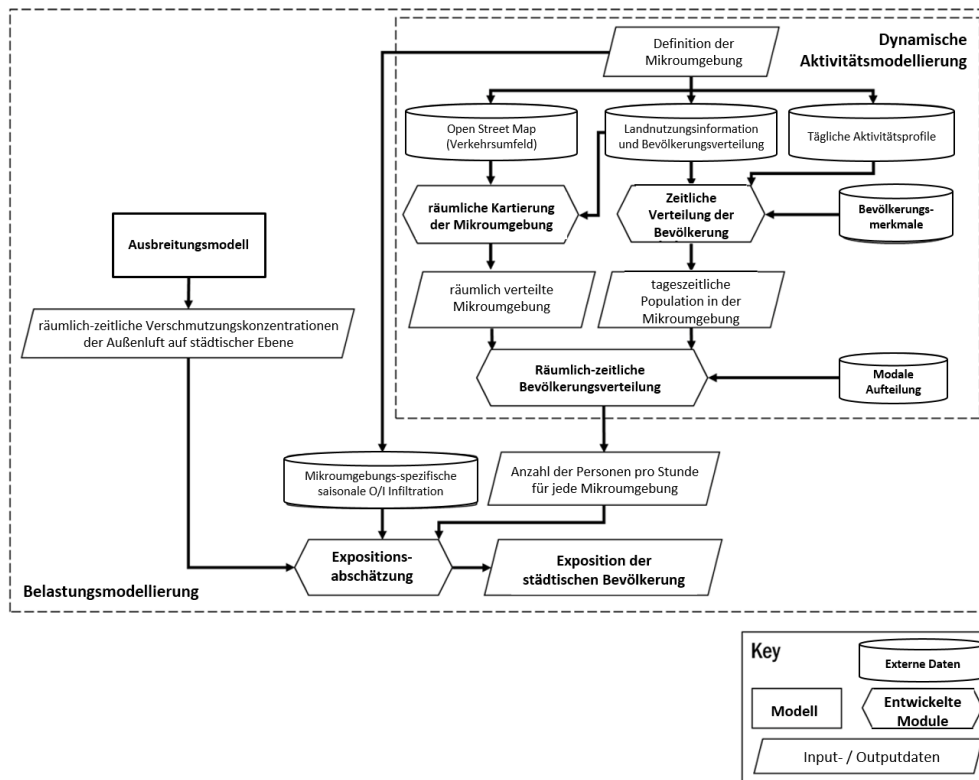 Dynamische
Aktivitätsmodellierung
Definition der
Mikroumgebung
Open Street Map
(Verkehrsumfeld)
Landnutzungsinformation
und Bevölkerungsverteilung
Tägliche Aktivitätsprofile
räumliche Kartierung
der Mikroumgebung
Zeitliche
Verteilung der
Bevölkerung
Bevölkerungs-
merkmale
Ausbreitungsmodell
räumlich verteilte
Mikroumgebung
tageszeitliche
Population in der
Mikroumgebung
räumlich-zeitliche Verschmutzungskonzentrationen
der Außenluft auf städtischer Ebene
Räumlich-zeitliche
Bevölkerungsverteilung
Modale
Aufteilung
Mikroumgebungs-spezifische
saisonale O/I Infiltration
Anzahl der Personen pro Stunde
für jede Mikroumgebung
Expositions-
abschätzung
Exposition der
städtischen Bevölkerung
Belastungsmodellierung
Key
Externe Daten
Modell
Entwickelte
Module
Input- / Outputdaten